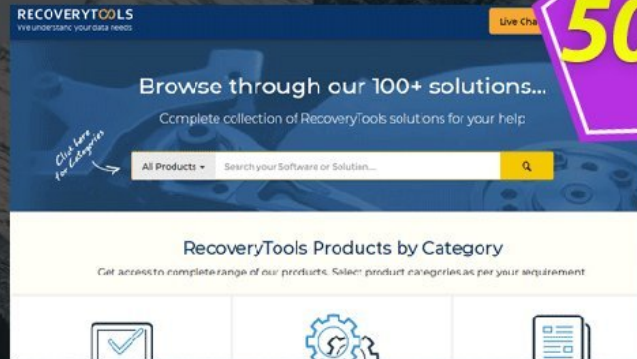 RECOVERYTOOLS
We understand your data needs
Live Cha
50
Browse through our 100+ solutions...
Complete collection of RecoveryTools solutions for your help
Click here
for Categories
All Products
Search your Software or Solution...
RecoveryTools Products by Category
Get access to complete range of our products. Select product categories as per your requirement